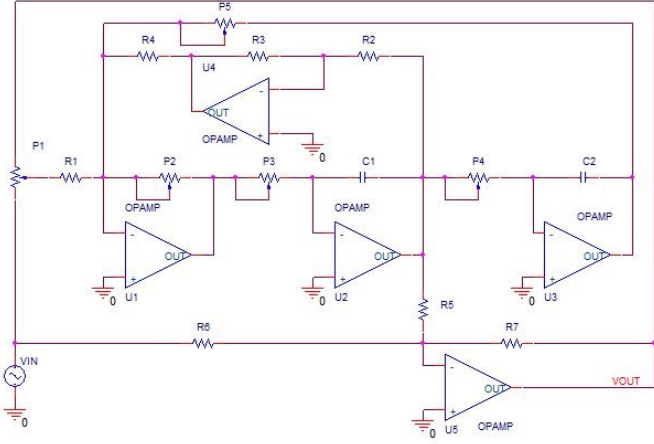 P5
R4 R3 R2
U4
- OUT
OPAMP +
0
P1
R1 P2 P3 C1 P4 C2
OPAMP OPAMP OPAMP
- OUT - OUT - OUT
+ + +
0 U1 0 U2 0 U3
R5
R6 R7
VIN
- OUT VOUT
+
0 0 U5 OPAMP